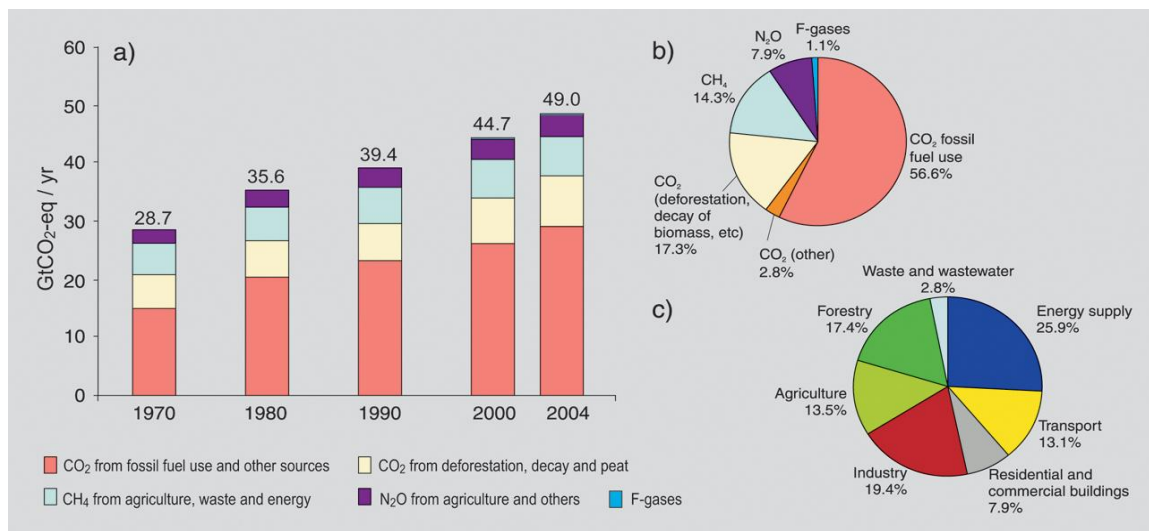 a)
60
50
40
30
20
10
0
GtCO₂-eq / yr
28.7
35.6
39.4
44.7
49.0
1970
1980
1990
2000
2004
CO₂ from fossil fuel use and other sources
CO₂ from deforestation, decay and peat
CH₄ from agriculture, waste and energy
N₂O from agriculture and others
F-gases
b)
F-gases
1.1%
N₂O
7.9%
CH₄
14.3%
CO₂ fossil
fuel use
56.6%
CO₂
(deforestation,
decay of
biomass, etc)
17.3%
CO₂ (other)
2.8%
c)
Waste and wastewater
2.8%
Forestry
17.4%
Energy supply
25.9%
Agriculture
13.5%
Transport
13.1%
Industry
19.4%
Residential and
commercial buildings
7.9%